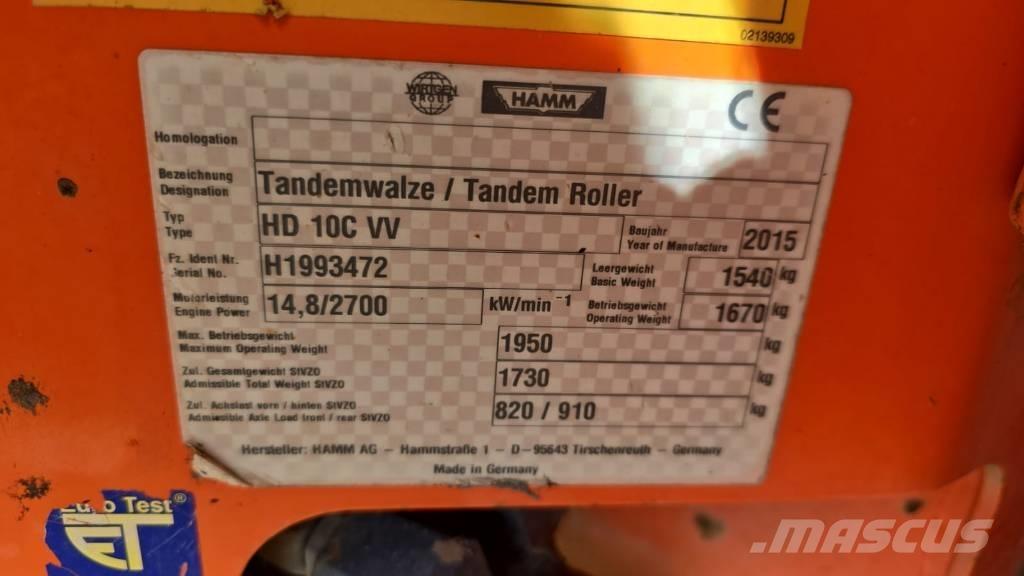 02139309
WIRTGEN GROUP
HAMM
CE
Homologation
Bezeichnung
Designation
Tandemwalze / Tandem Roller
Typ
Type
HD 10C VV
Baujahr
Year of Manufacture
2015
Fz. Ident Nr.
Serial No.
H1993472
Leergewicht
Basic Weight
1540 kg
Motorleistung
Engine Power
14,8/2700
kW/min⁻¹
Betriebsgewicht
Operating Weight
1670 kg
Max. Betriebsgewicht
Maximum Operating Weight
1950 kg
Zul. Gesamtgewicht StVZO
Admissible Total Weight StVZO
1730 kg
Zul. Achslast vorn / hinten StVZO
Admissible Axle Load front / rear StVZO
820 / 910 kg
Hersteller: HAMM AG – Hammstraße 1 – D–95643 Tirschenreuth – Germany
Made in Germany
Euro Test®
ET
MASCUS